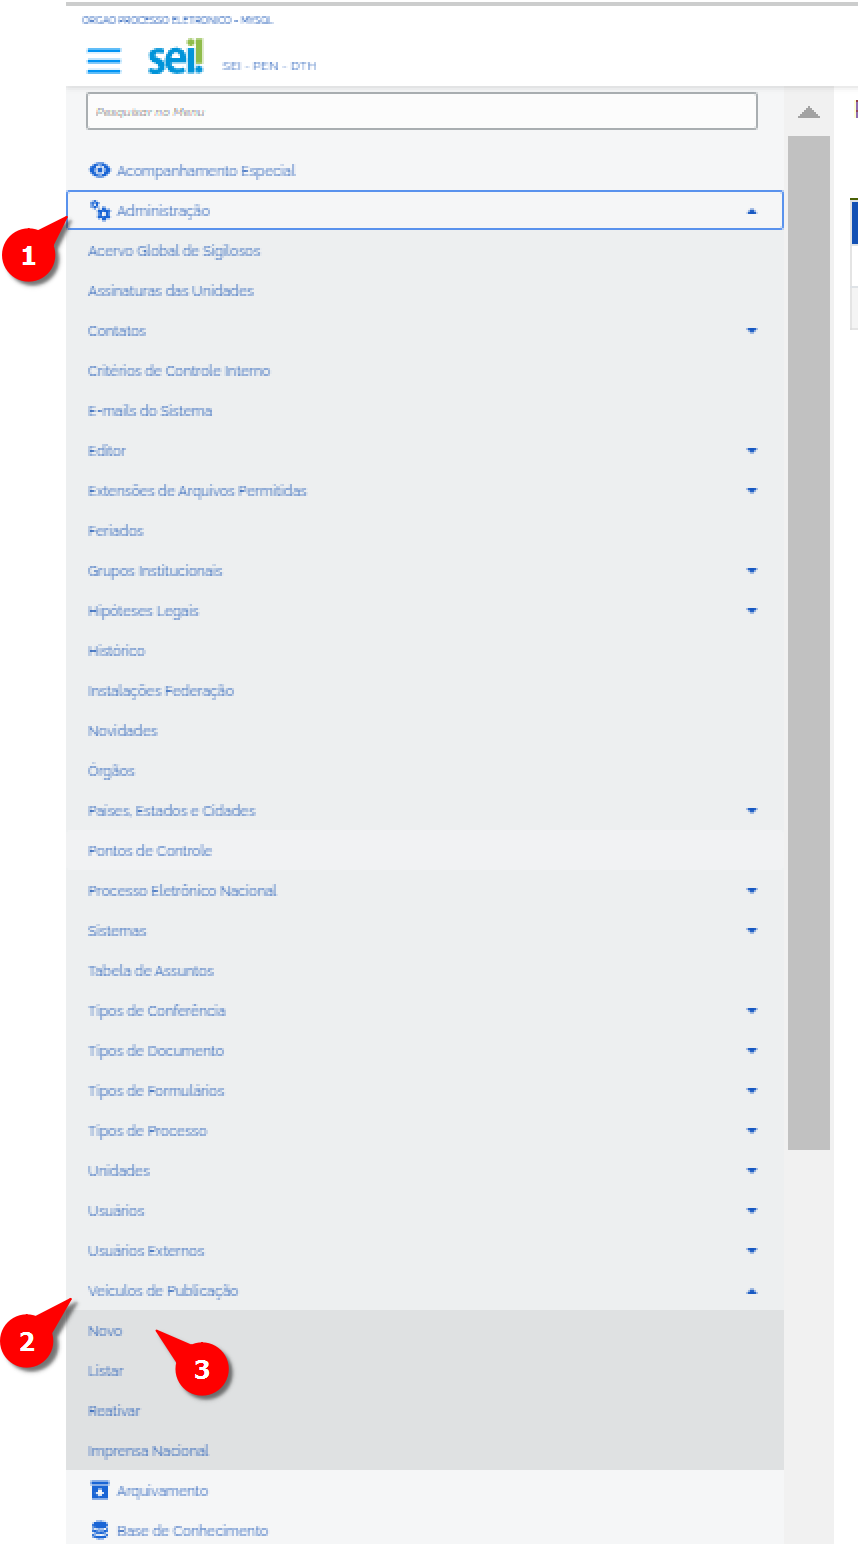 ORGAO PROCESSO ELETRONICO - MYSQL
sei!
SEI - PEN - DTH
Pesquisar no Menu
Acompanhamento Especial
Administração
1
Acervo Global de Sigilosos
Assinaturas das Unidades
Contatos
Critérios de Controle Interno
E-mails do Sistema
Editor
Extensões de Arquivos Permitidas
Feriados
Grupos Institucionais
Hipóteses Legais
Histórico
Instalações Federação
Novidades
Órgãos
Países, Estados e Cidades
Pontos de Controle
Processo Eletrônico Nacional
Sistemas
Tabela de Assuntos
Tipos de Conferência
Tipos de Documento
Tipos de Formulários
Tipos de Processo
Unidades
Usuários
Usuários Externos
Veículos de Publicação
2
Novo
3
Listar
Reativar
Imprensa Nacional
Arquivamento
Base de Conhecimento